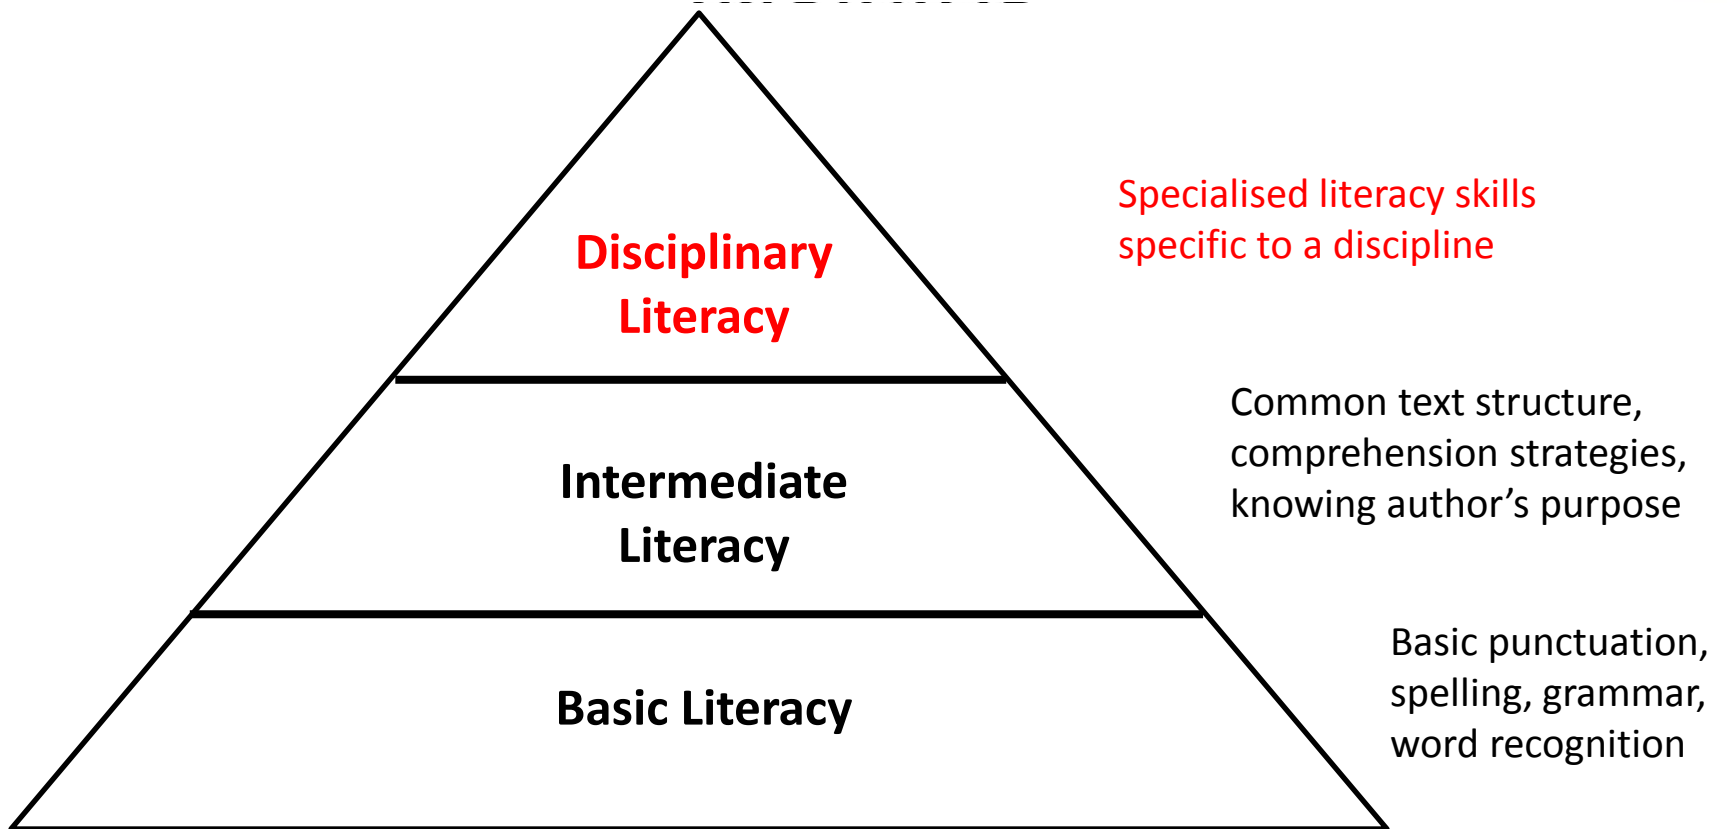 Disciplinary
Literacy
Specialised literacy skills
specific to a discipline
Intermediate
Literacy
Common text structure,
comprehension strategies,
knowing author’s purpose
Basic Literacy
Basic punctuation,
spelling, grammar,
word recognition